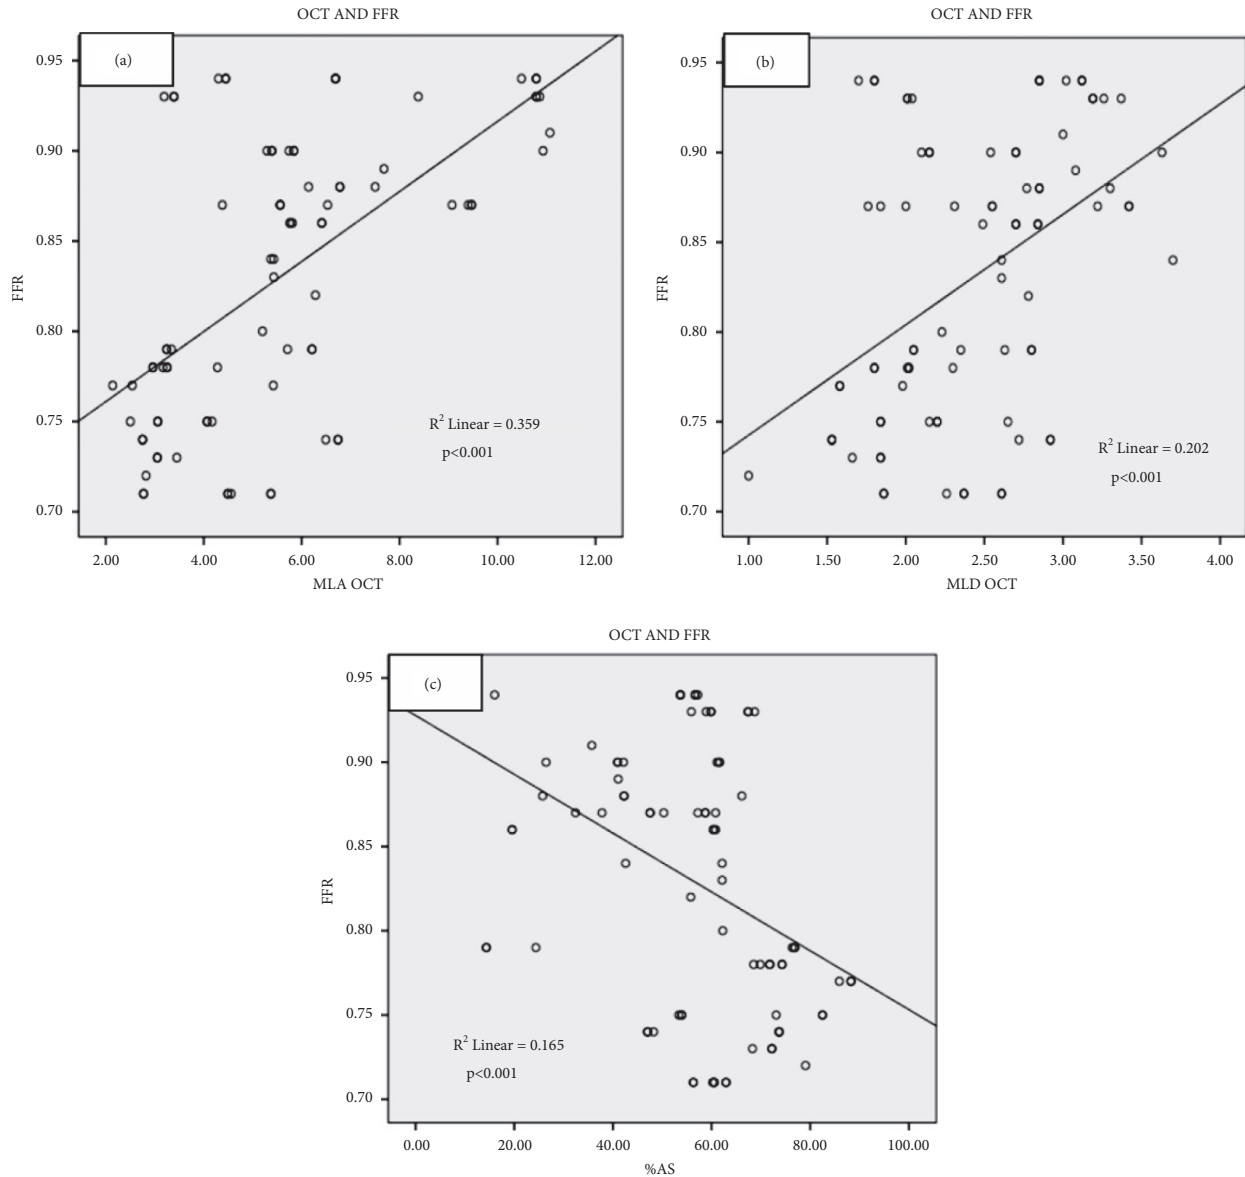 OCT AND FFR
(a)
0.95
0.90
0.85
0.80
0.75
0.70
FFR
R² Linear = 0.359
p<0.001
2.00 4.00 6.00 8.00 10.00 12.00
MLA OCT
OCT AND FFR
(b)
0.95
0.90
0.85
0.80
0.75
0.70
FFR
R² Linear = 0.202
p<0.001
1.00 1.50 2.00 2.50 3.00 3.50 4.00
MLD OCT
OCT AND FFR
(c)
0.95
0.90
0.85
0.80
0.75
0.70
FFR
R² Linear = 0.165
p<0.001
0.00 20.00 40.00 60.00 80.00 100.00
%AS